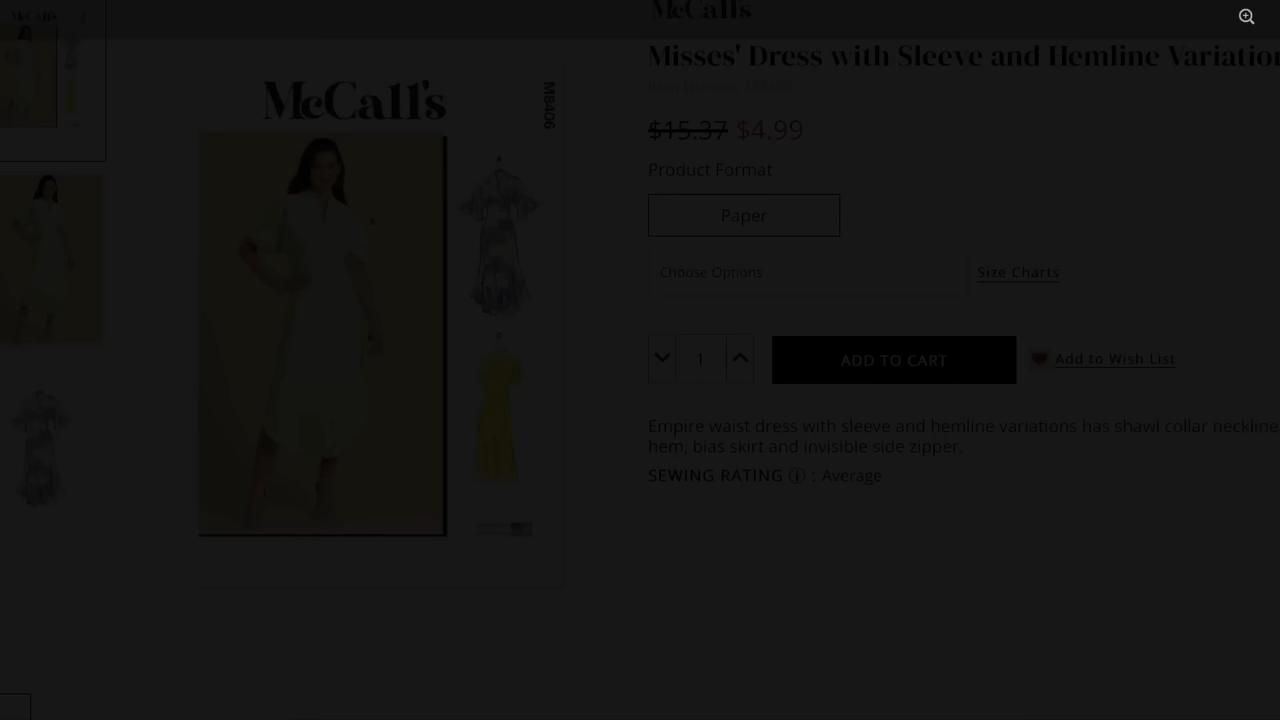 McCall's
Misses' Dress with Sleeve and Hemline Variation
$15.37 $4.99
Product Format
Paper
Choose Options
Size Charts
1
ADD TO CART
Add to Wish List
Empire waist dress with sleeve and hemline variations has shawl collar neckline
hem, bias skirt and invisible side zipper.
SEWING RATING ⓘ : Average
McCall's
M8406
McCall's